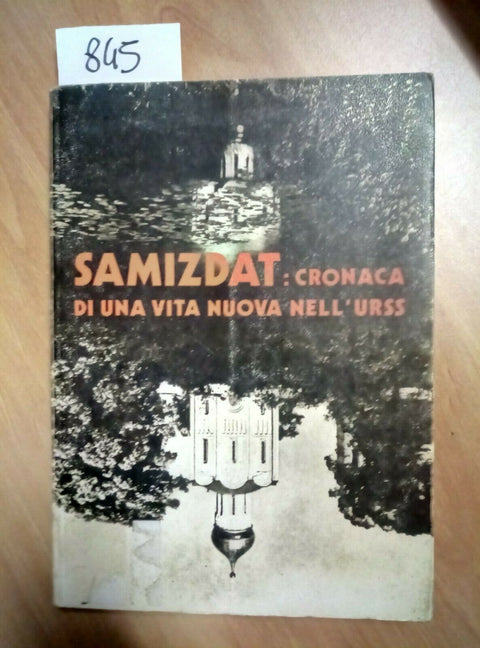 845
SAMIZDAT: CRONACA
DI UNA VITA NUOVA NELL'URSS